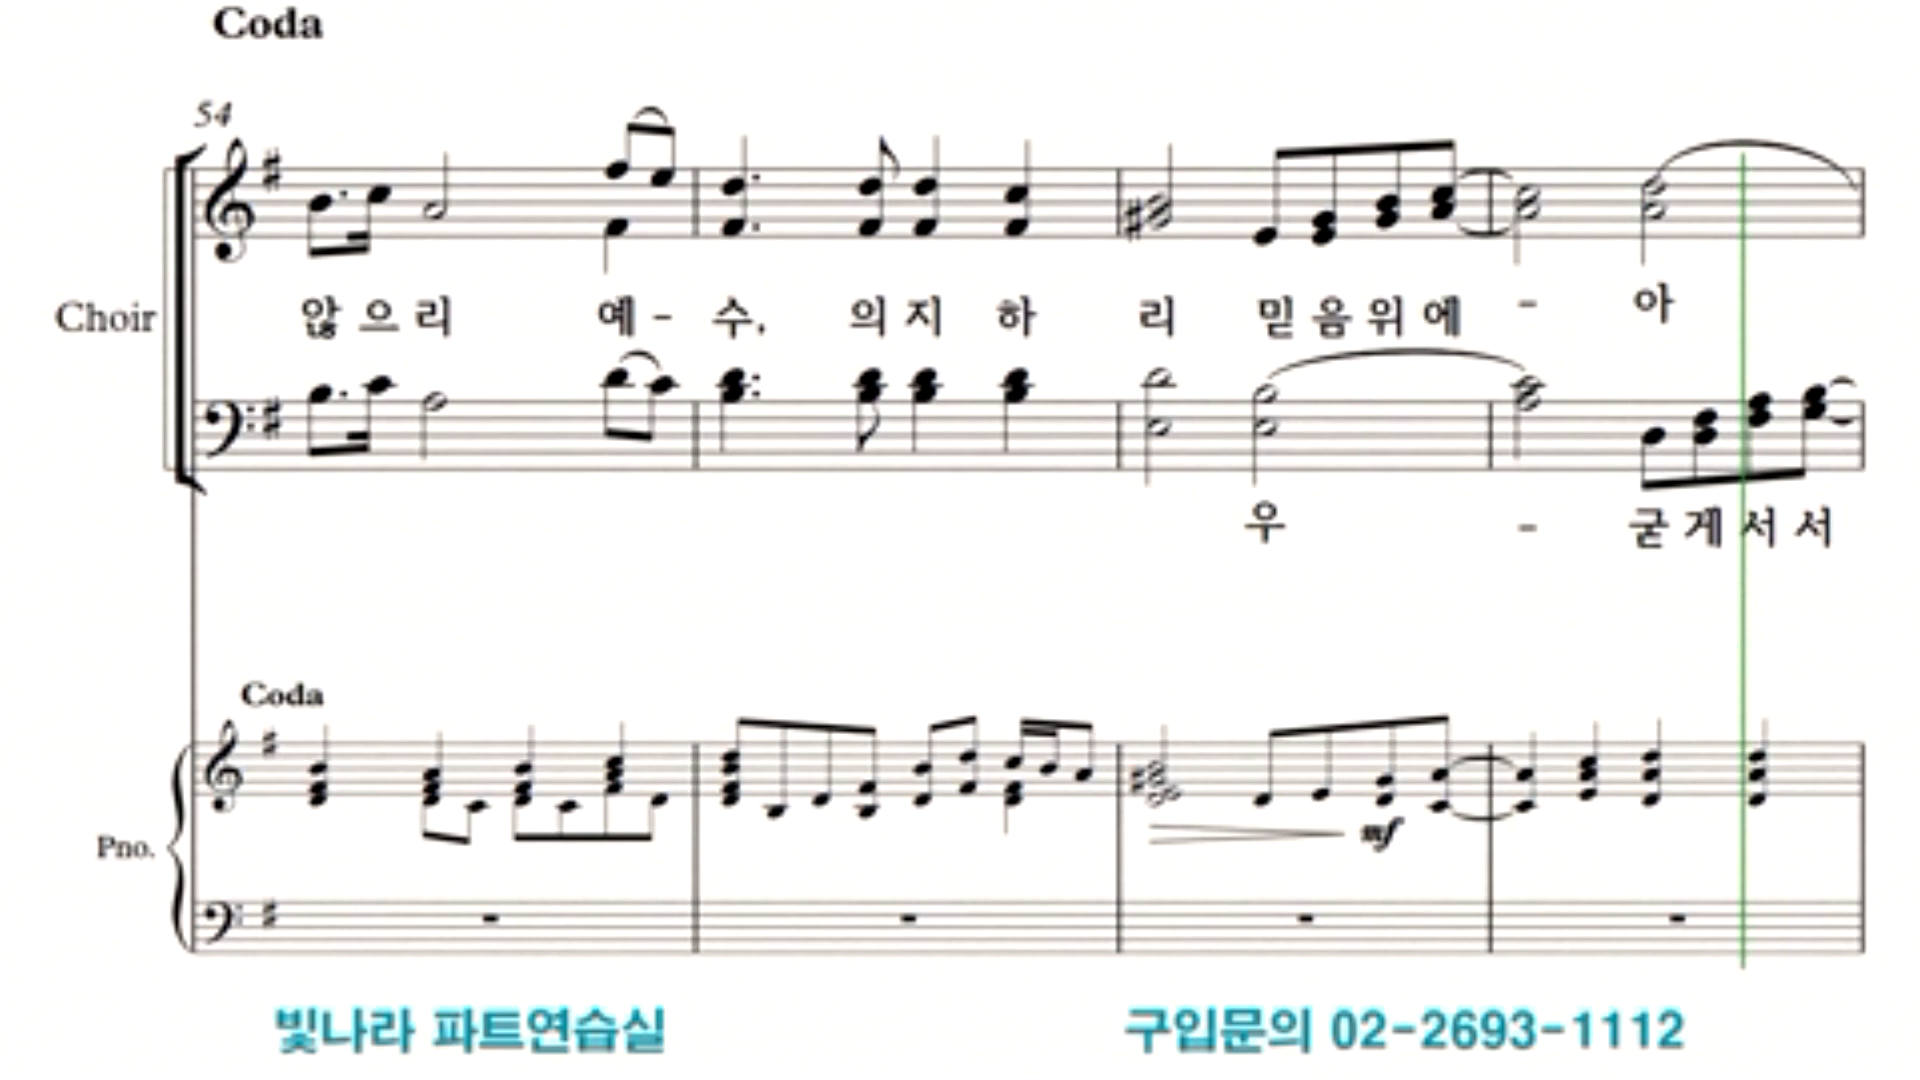 Coda
54
Choir
않 으 리 예 - 수, 의 지 하 리 믿 음 위 에 - 아
우 - 굳 게 서 서
Coda
Pno.
mf
빛나라 파트연습실 구입문의 02-2693-1112